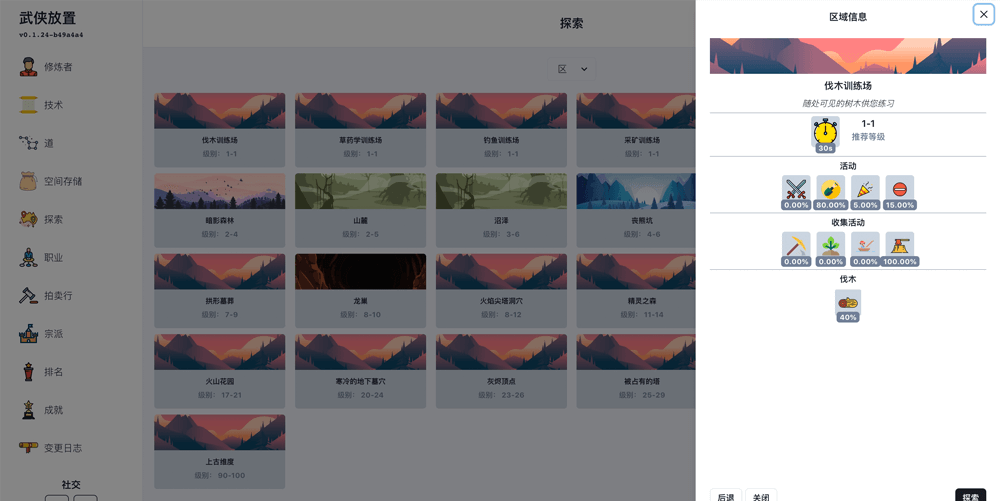 武侠放置
v0.1.24-b49a4a4
修炼者
技术
道
空间存储
探索
职业
拍卖行
宗派
排名
成就
变更日志
社交
探索
区
伐木训练场
级别： 1-1
草药学训练场
级别： 1-1
钓鱼训练场
级别： 1-1
采矿训练场
级别： 1-1
暗影森林
级别： 2-4
山麓
级别： 2-5
沼泽
级别： 3-6
丧熊坑
级别： 4-6
拱形墓葬
级别： 7-9
龙巢
级别： 8-10
火焰尖塔洞穴
级别： 8-12
精灵之森
级别： 11-14
火山花园
级别： 17-21
寒冷的地下墓穴
级别： 20-24
灰烬顶点
级别： 23-26
被占有的塔
级别： 25-29
上古维度
级别： 90-100
区域信息
伐木训练场
随处可见的树木供您练习
30s
1-1
推荐等级
活动
0.00% 80.00% 5.00% 15.00%
收集活动
0.00% 0.00% 0.00% 100.00%
伐木
40%
后退 关闭 探索